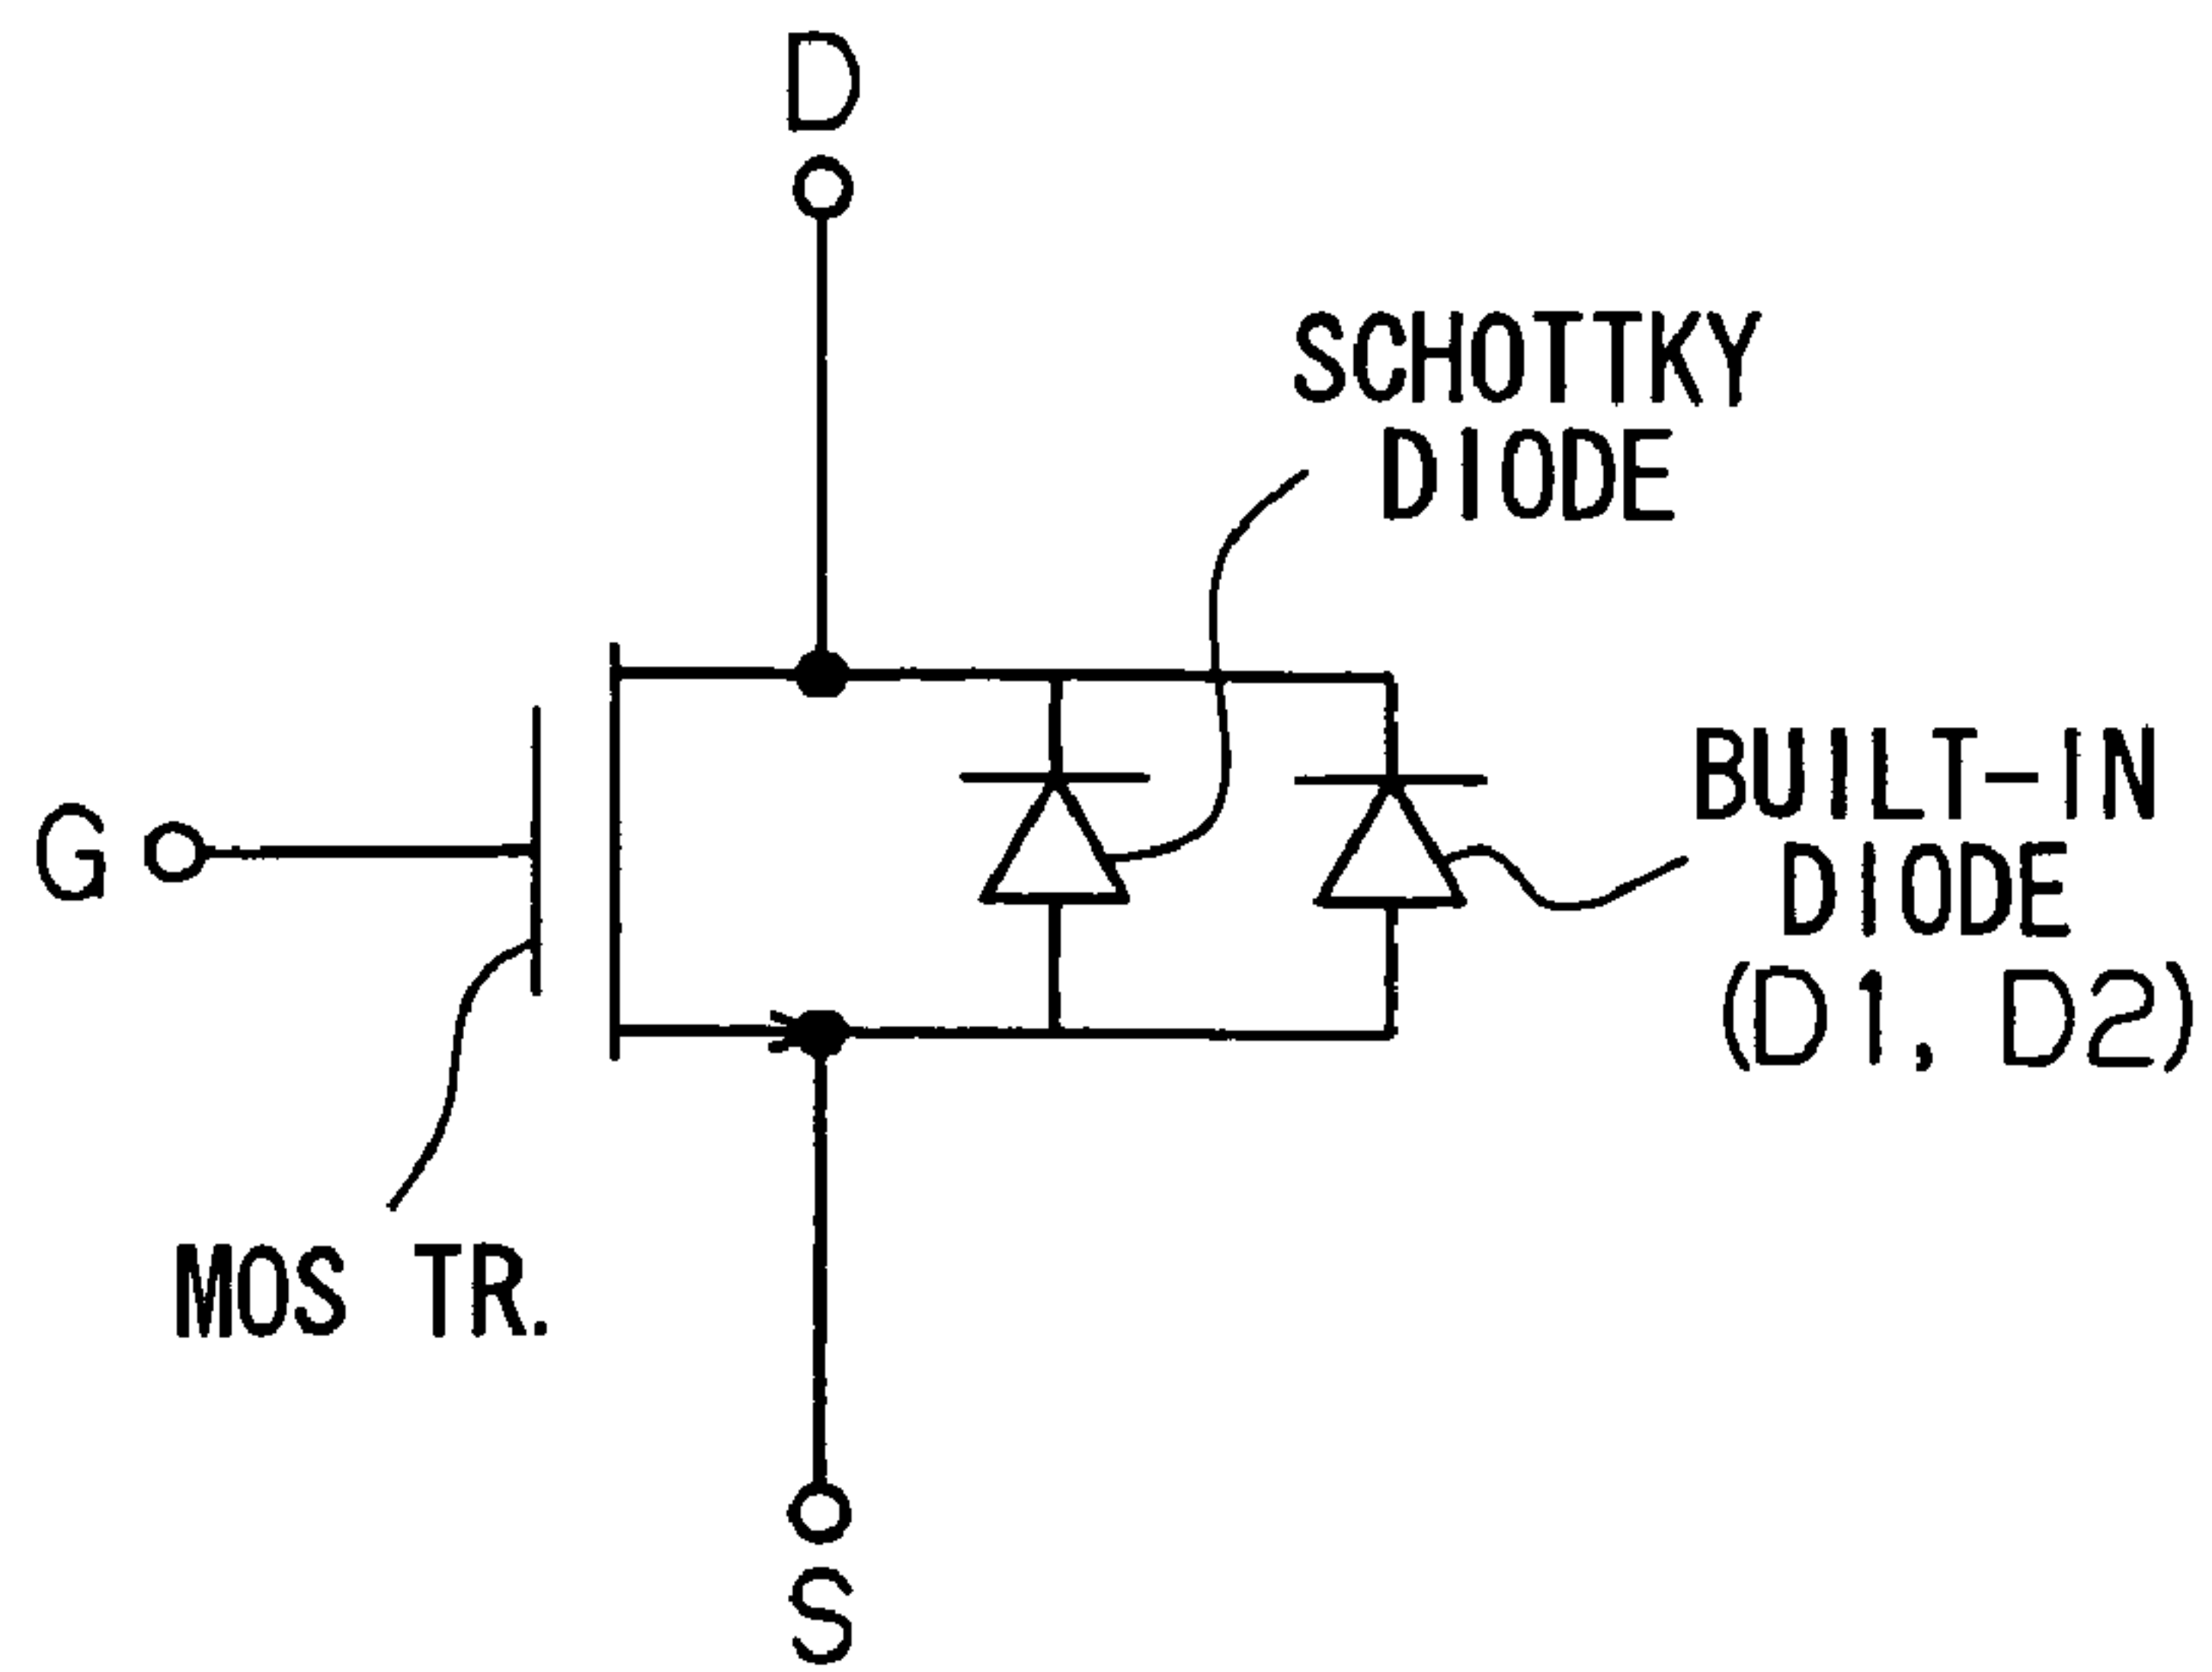 D
SCHOTTKY
DIODE
G
BUILT-IN
DIODE
(D1, D2)
MOS TR.
S